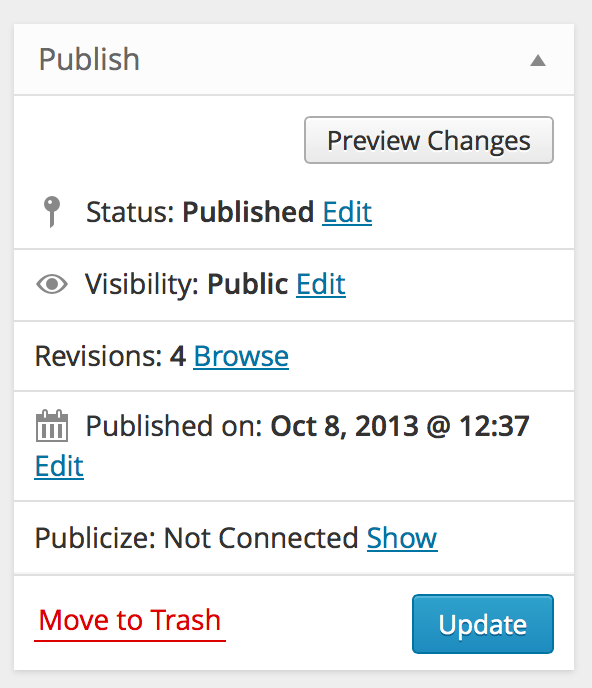 Publish
Preview Changes
Status: Published Edit
Visibility: Public Edit
Revisions: 4 Browse
Published on: Oct 8, 2013 @ 12:37
Edit
Publicize: Not Connected Show
Move to Trash
Update